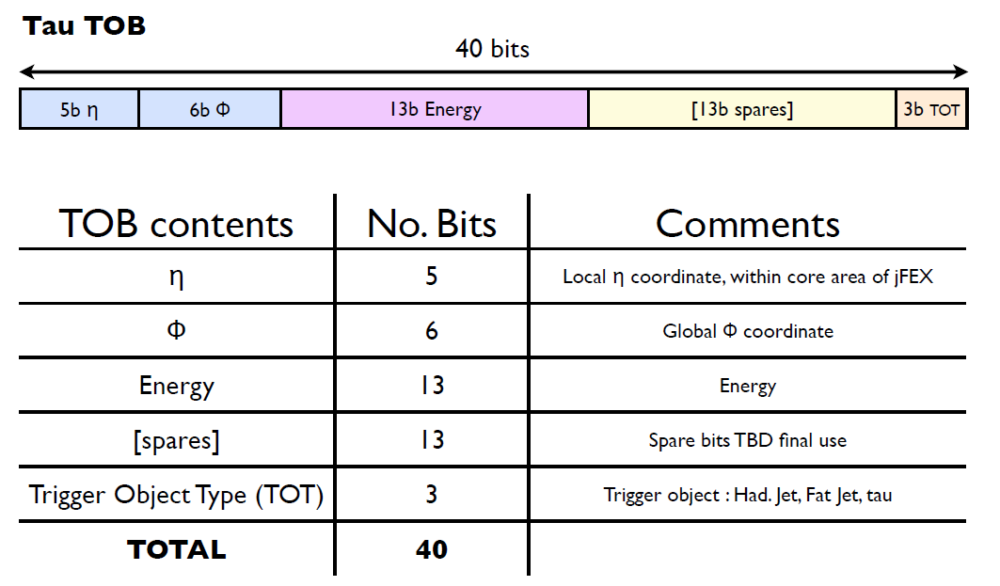 Tau TOB
40 bits
5b η 6b Φ 13b Energy [13b spares] 3b TOT
TOB contents No. Bits Comments
η 5 Local η coordinate, within core area of jFEX
Φ 6 Global Φ coordinate
Energy 13 Energy
[spares] 13 Spare bits TBD final use
Trigger Object Type (TOT) 3 Trigger object : Had. Jet, Fat Jet, tau
TOTAL 40